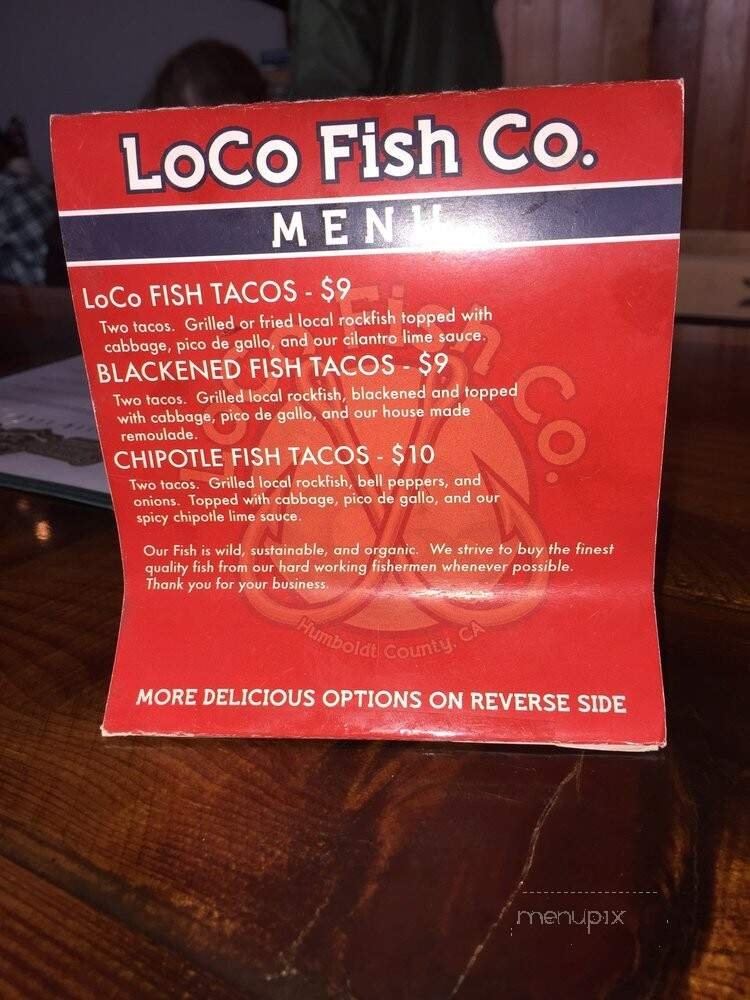 LoCo Fish Co.
MENU
LoCo FISH TACOS - $9
Two tacos. Grilled or fried local rockfish topped with
cabbage, pico de gallo, and our cilantro lime sauce.
BLACKENED FISH TACOS - $9
Two tacos. Grilled local rockfish, blackened and topped
with cabbage, pico de gallo, and our house made
remoulade.
CHIPOTLE FISH TACOS - $10
Two tacos. Grilled local rockfish, bell peppers, and
onions. Topped with cabbage, pico de gallo, and our
spicy chipotle lime sauce.
Our Fish is wild, sustainable, and organic. We strive to buy the finest
quality fish from our hard working fishermen whenever possible.
Thank you for your business.
LoCo Fish Co.
Humboldt County, CA
MORE DELICIOUS OPTIONS ON REVERSE SIDE
menupix